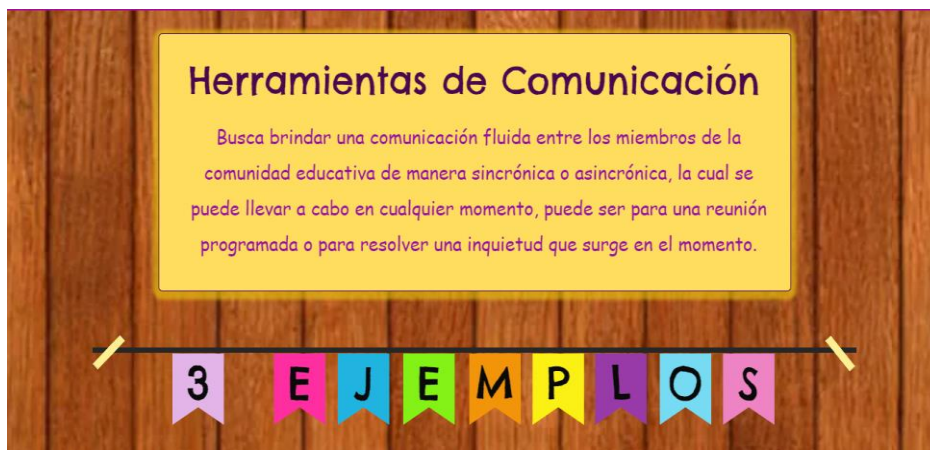 Herramientas de Comunicación
Busca brindar una comunicación fluida entre los miembros de la
comunidad educativa de manera sincrónica o asincrónica, la cual se
puede llevar a cabo en cualquier momento, puede ser para una reunión
programada o para resolver una inquietud que surge en el momento.
3 EJEMPLOS